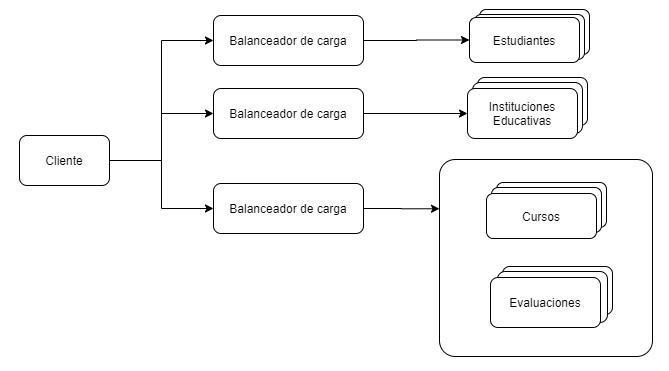 Balanceador de carga
Estudiantes
Balanceador de carga
Instituciones
Educativas
Cliente
Balanceador de carga
Cursos
Evaluaciones